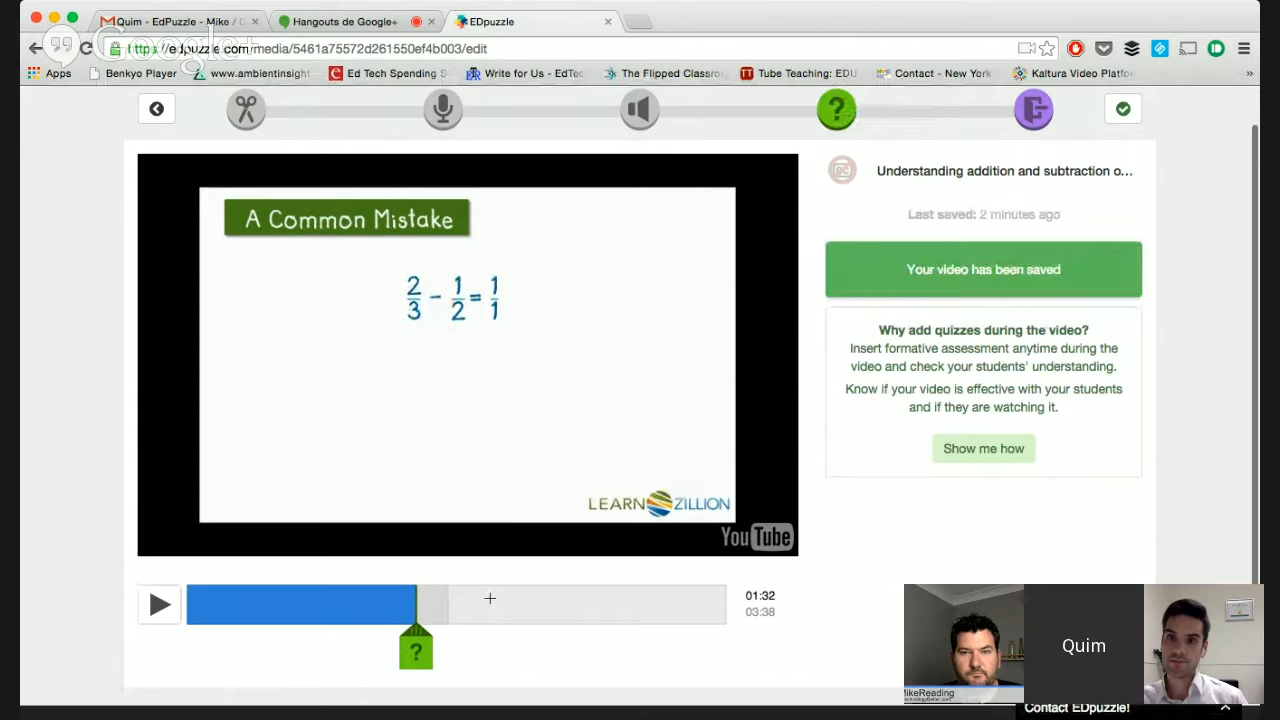 Quim - EdPuzzle - Mike / G
Hangouts de Google+
EDpuzzle
Google+
https://edpuzzle.com/media/5461a75572d261550ef4b003/edit
Apps
Benkyo Player
www.ambientinsight
Ed Tech Spending S
Write for Us - EdTec
The Flipped Classro
Tube Teaching: EDU
Contact - New York
Kaltura Video Platfo
»
?
A Common Mistake
2/3 - 1/2 = 1/1
LEARN ZILLION
YouTube
Understanding addition and subtraction o...
Last saved: 2 minutes ago
Your video has been saved
Why add quizzes during the video?
Insert formative assessment anytime during the
video and check your students' understanding.
Know if your video is effective with your students
and if they are watching it.
Show me how
01:32
03:38
?
MikeReading
Quim
Contact EDpuzzle!